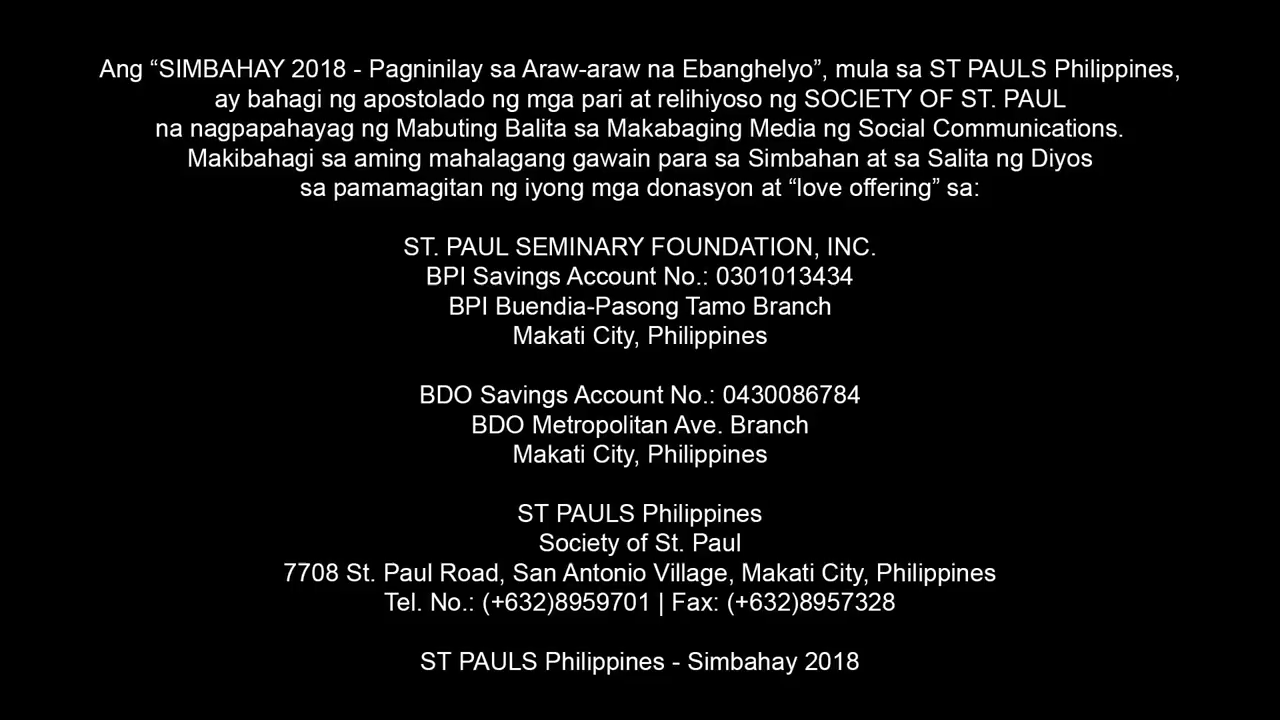 Ang “SIMBAHAY 2018 - Pagninilay sa Araw-araw na Ebanghelyo”, mula sa ST PAULS Philippines,
ay bahagi ng apostolado ng mga pari at relihiyoso ng SOCIETY OF ST. PAUL
na nagpapahayag ng Mabuting Balita sa Makabaging Media ng Social Communications.
Makibahagi sa aming mahalagang gawain para sa Simbahan at sa Salita ng Diyos
sa pamamagitan ng iyong mga donasyon at “love offering” sa:
ST. PAUL SEMINARY FOUNDATION, INC.
BPI Savings Account No.: 0301013434
BPI Buendia-Pasong Tamo Branch
Makati City, Philippines
BDO Savings Account No.: 0430086784
BDO Metropolitan Ave. Branch
Makati City, Philippines
ST PAULS Philippines
Society of St. Paul
7708 St. Paul Road, San Antonio Village, Makati City, Philippines
Tel. No.: (+632)8959701 | Fax: (+632)8957328
ST PAULS Philippines - Simbahay 2018